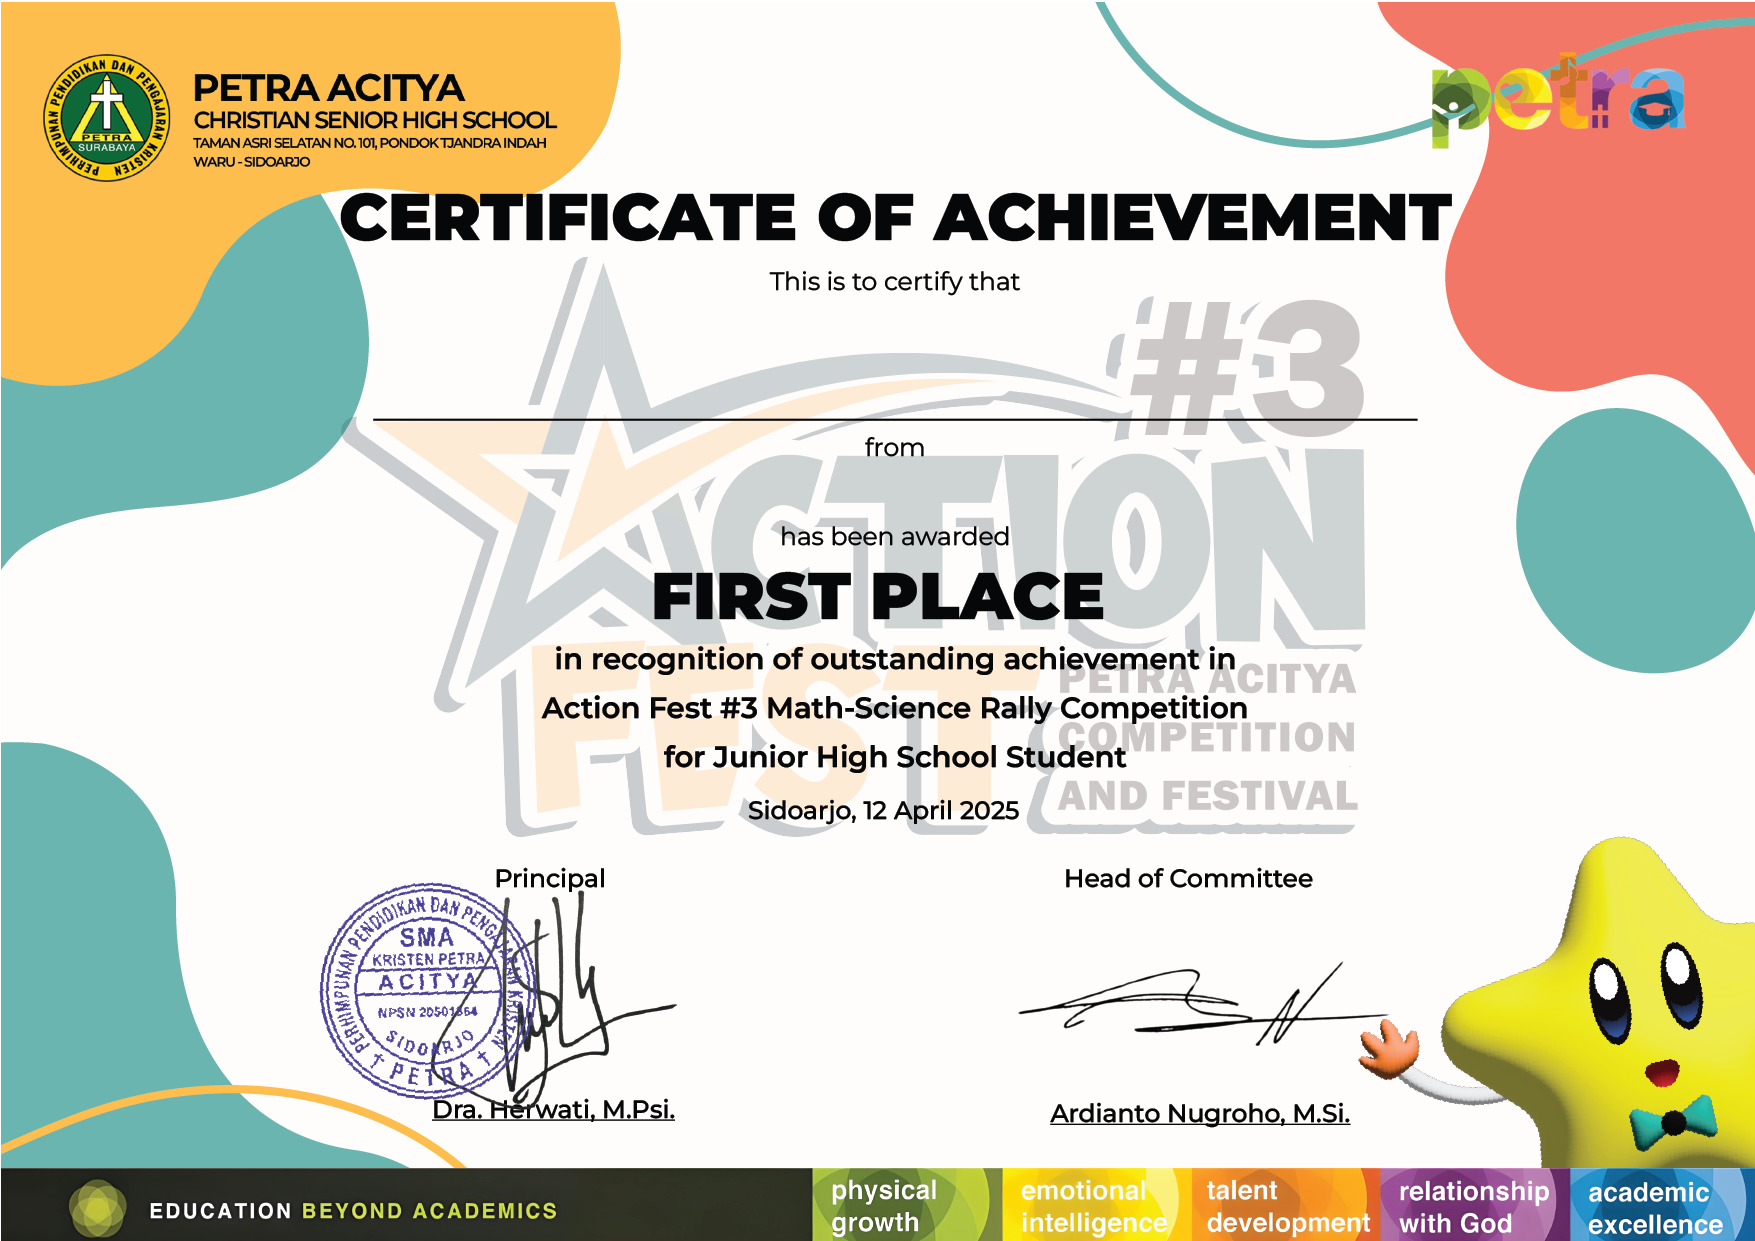 PERHIMPUNAN PENDIDIKAN DAN PENGAJARAN KRISTEN
PETRA
SURABAYA
PETRA ACITYA
CHRISTIAN SENIOR HIGH SCHOOL
TAMAN ASRI SELATAN NO. 101, PONDOK TJANDRA INDAH
WARU - SIDOARJO
petra
CERTIFICATE OF ACHIEVEMENT
This is to certify that
#3
from
ACTION
has been awarded
FIRST PLACE
FEST
in recognition of outstanding achievement in
PETRA ACITYA
Action Fest #3 Math-Science Rally Competition
COMPETITION
for Junior High School Student
AND FESTIVAL
Sidoarjo, 12 April 2025
Principal
Head of Committee
PERHIMPUNAN PENDIDIKAN DAN PENGAJARAN KRISTEN
SMA
KRISTEN PETRA
ACITYA
NPSN 20501864
SIDOARJO
† PETRA †
Dra. Herwati, M.Psi.
Ardianto Nugroho, M.Si.
EDUCATION BEYOND ACADEMICS
physical
growth
emotional
intelligence
talent
development
relationship
with God
academic
excellence